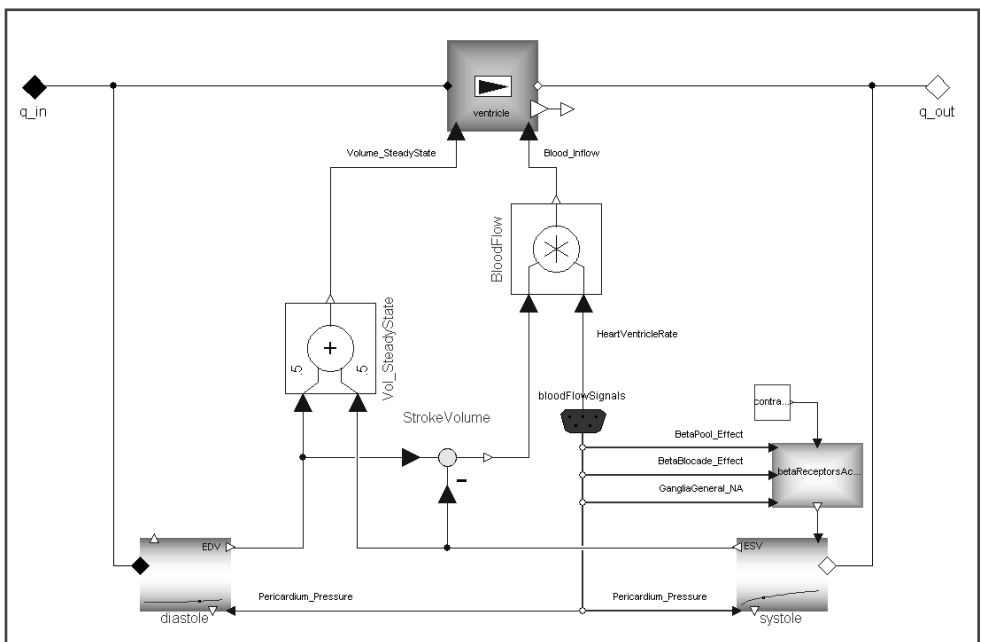 q_in
ventricle
q_out
Volume_SteadyState
Blood_Inflow
BloodFlow
*
HeartVentricleRate
Vol_SteadyState
+
.5
.5
StrokeVolume
-
bloodFlowSignals
contra...
BetaPool_Effect
BetaBlocade_Effect
GangliaGeneral_NA
betaReceptorsAc...
EDV
ESV
Pericardium_Pressure
Pericardium_Pressure
diastole
systole